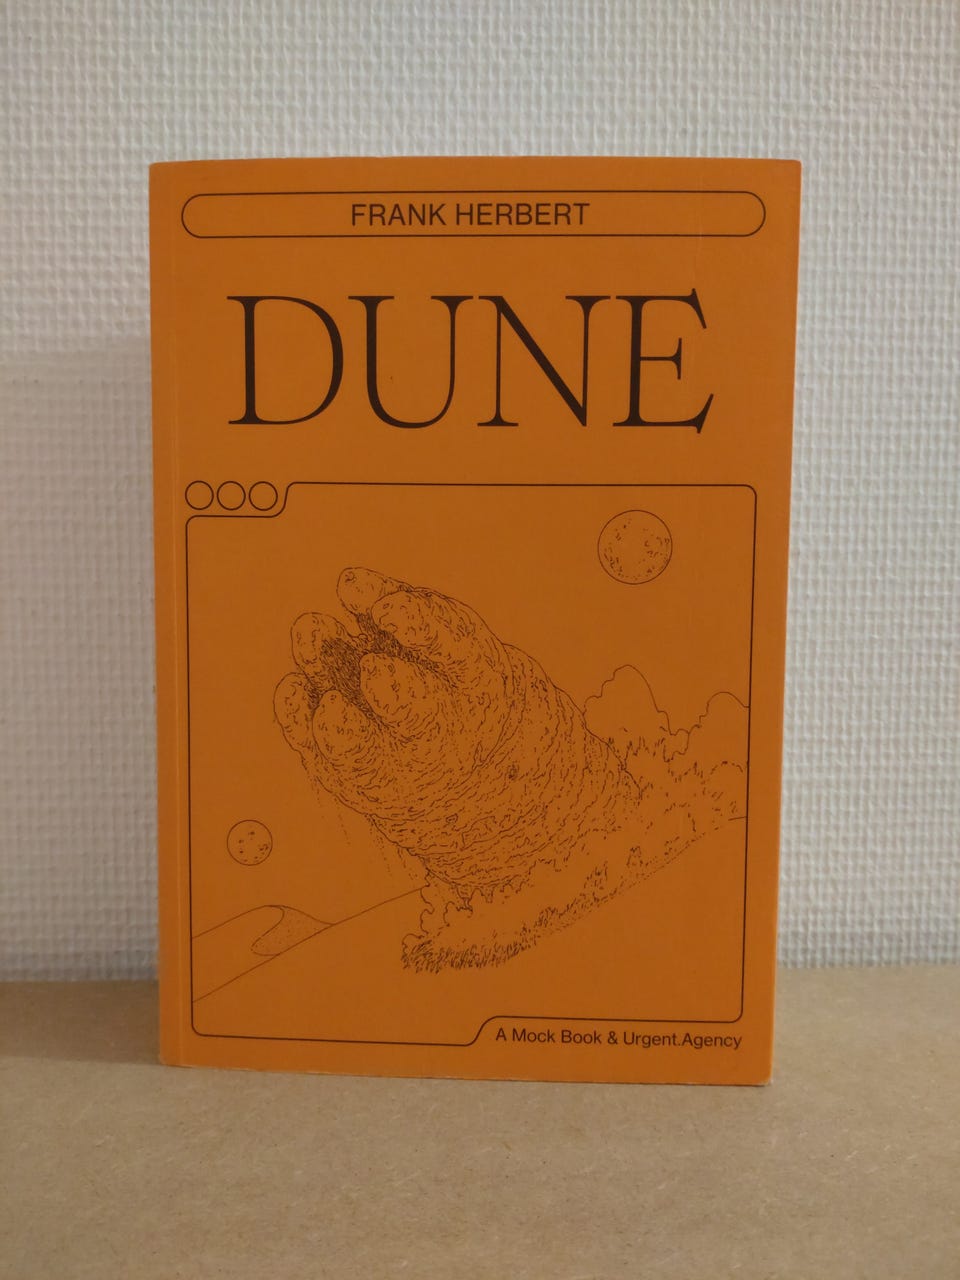 FRANK HERBERT
DUNE
A Mock Book & Urgent.Agency